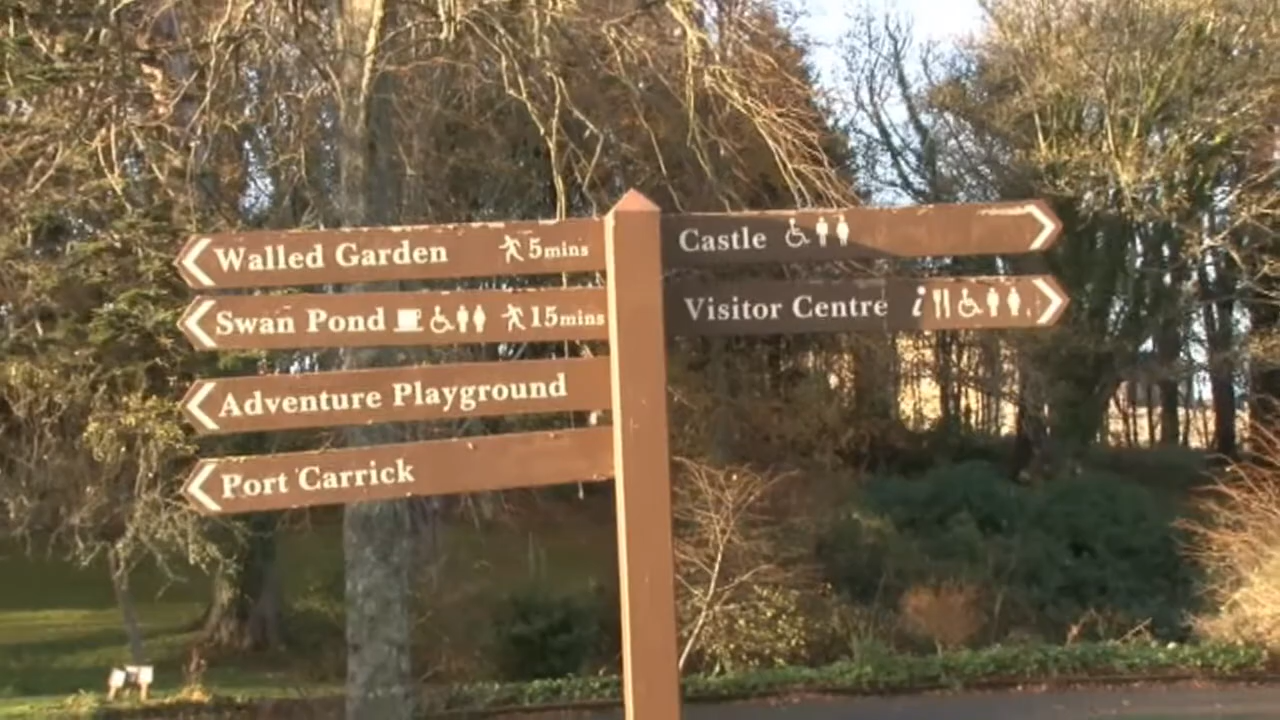 Walled Garden 5mins
Swan Pond 15mins
Adventure Playground
Port Carrick
Castle
Visitor Centre i